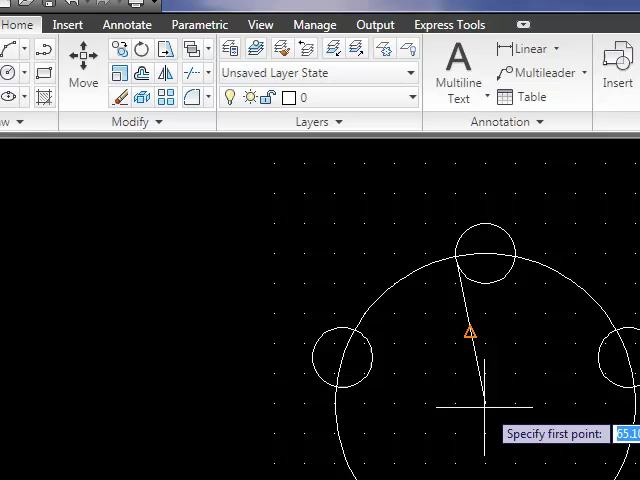 Home Insert Annotate Parametric View Manage Output Express Tools
Unsaved Layer State
0
Move
A
Multiline
Text
Linear
Multileader
Table
Insert
Modify
Layers
Annotation
Specify first point: